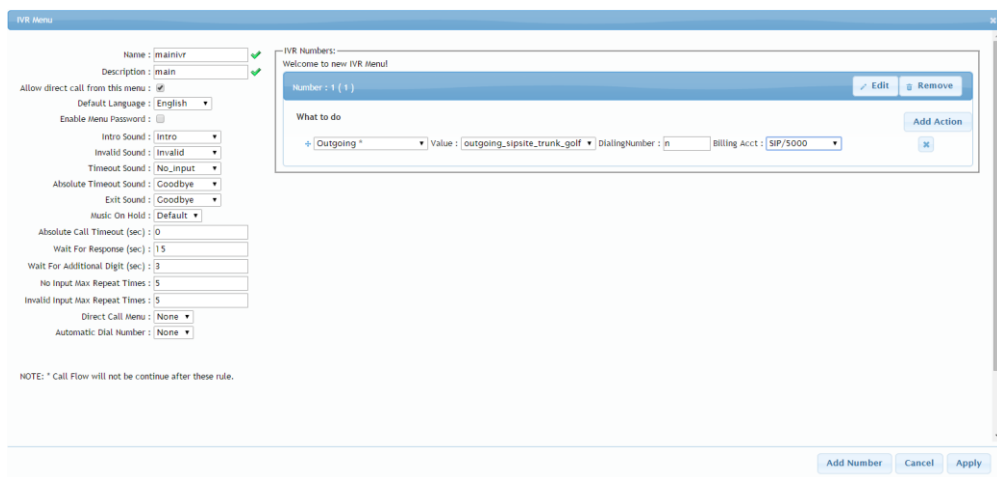 IVR Menu
Name : mainivr
Description : main
Allow direct call from this menu :
Default Language : English
Enable Menu Password :
Intro Sound : Intro
Invalid Sound : Invalid
Timeout Sound : No_input
Absolute Timeout Sound : Goodbye
Exit Sound : Goodbye
Music On Hold : Default
Absolute Call Timeout (sec) : 0
Wait For Response (sec) : 15
Wait For Additional Digit (sec) : 3
No Input Max Repeat Times : 5
Invalid Input Max Repeat Times : 5
Direct Call Menu : None
Automatic Dial Number : None
NOTE: * Call Flow will not be continue after these rule.
IVR Numbers:
Welcome to new IVR Menu!
Number : 1 ( 1 ) Edit Remove
What to do Add Action
Outgoing * Value : outgoing_sipsite_trunk_golf DialingNumber : n Billing Acct : SIP/5000
Add Number Cancel Apply